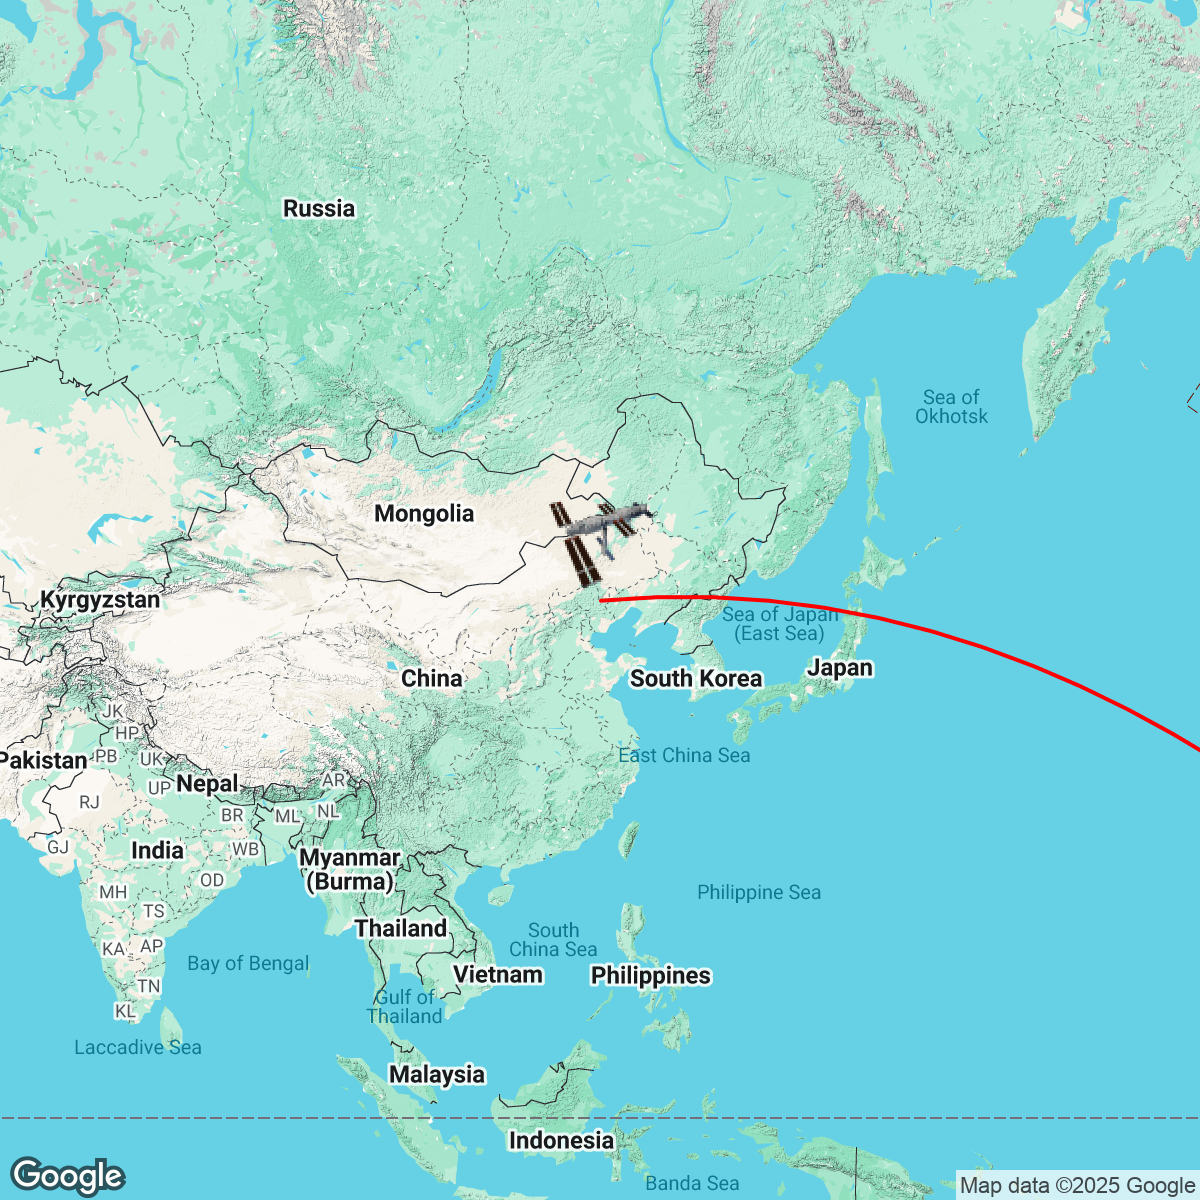 Russia
Sea of
Okhotsk
Mongolia
Kyrgyzstan
Sea of Japan
(East Sea)
Japan
China
South Korea
JK
HP
Pakistan
PB
UK
East China Sea
Nepal
AR
UP
RJ
BR
ML
NL
GJ
India
WB
Myanmar
(Burma)
OD
MH
Philippine Sea
TS
Thailand
South
China Sea
KA
AP
Bay of Bengal
Vietnam
Philippines
TN
Gulf of
Thailand
KL
Laccadive Sea
Malaysia
Indonesia
Banda Sea
Google
Map data ©2025 Google